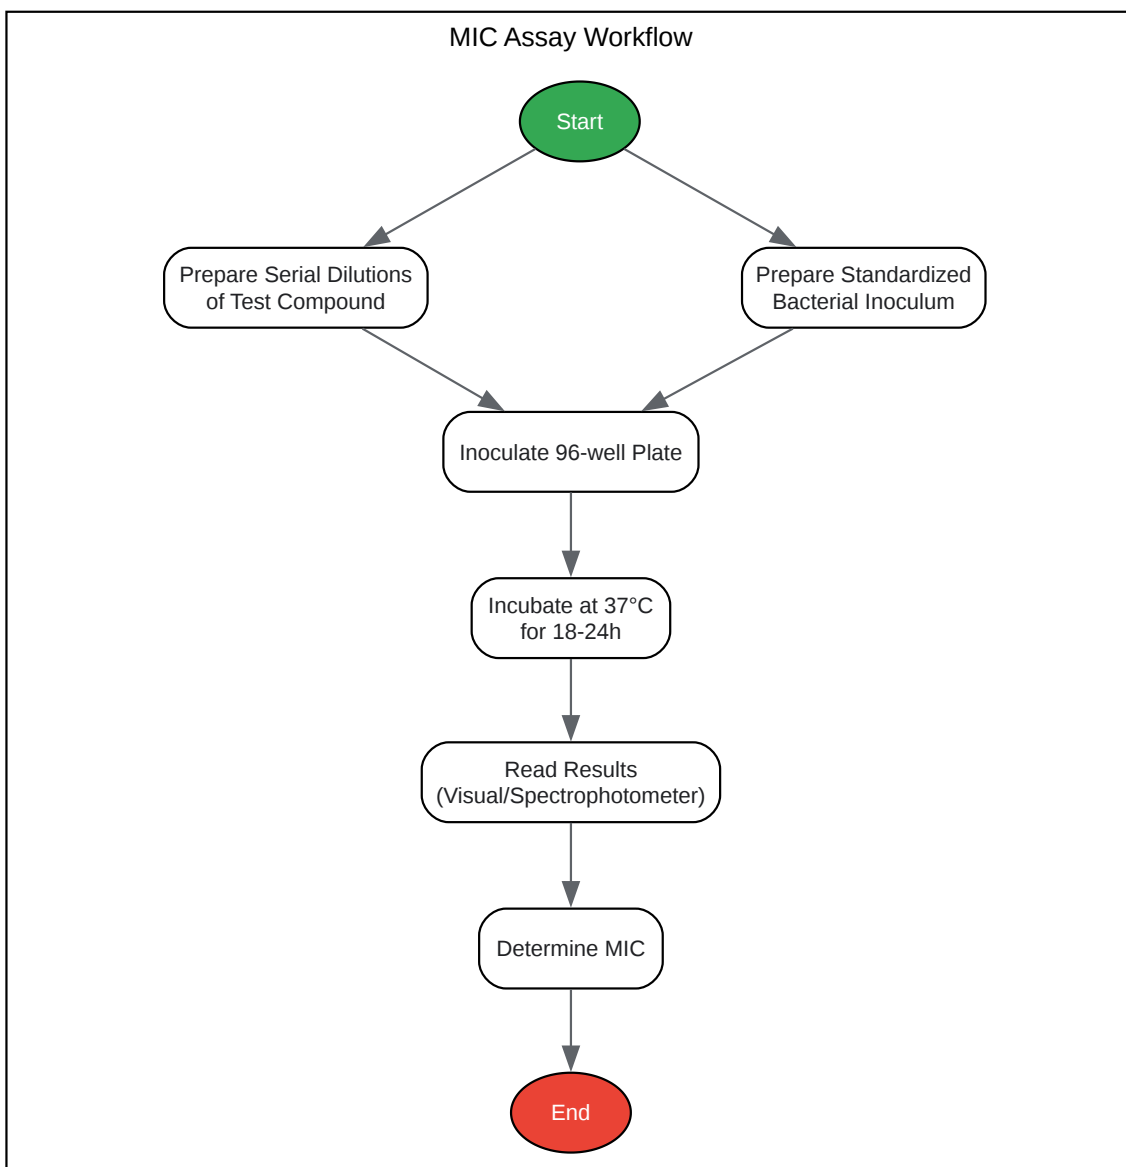 MIC Assay Workflow
Start
Prepare Serial Dilutions
of Test Compound
Prepare Standardized
Bacterial Inoculum
Inoculate 96-well Plate
Incubate at 37°C
for 18-24h
Read Results
(Visual/Spectrophotometer)
Determine MIC
End